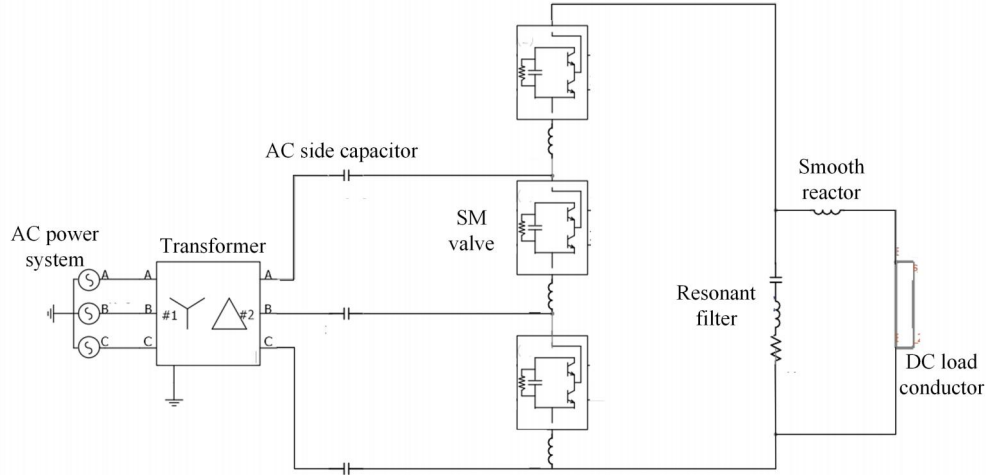 AC side capacitor
Smooth
reactor
SM
valve
AC power
system
Transformer
A
A
A
B
B
#1
#2
B
C
C
C
Resonant
filter
DC load
conductor